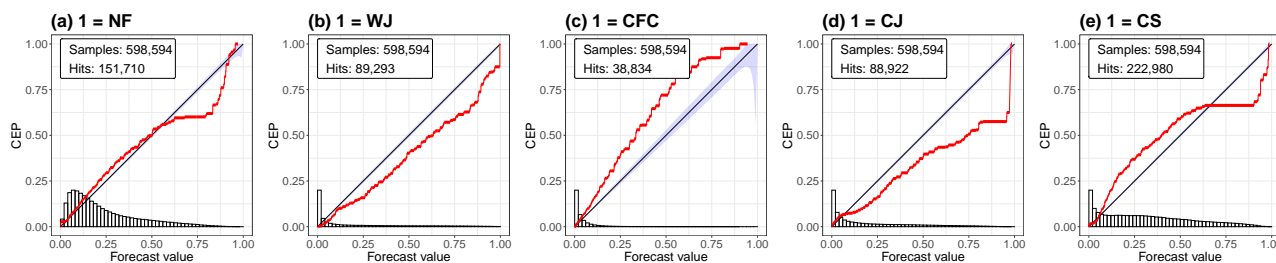 (a) 1 = NF
Samples: 598,594
Hits: 151,710
CEP
1.00
0.75
0.50
0.25
0.00
0.00 0.25 0.50 0.75 1.00
Forecast value
(b) 1 = WJ
Samples: 598,594
Hits: 89,293
CEP
1.00
0.75
0.50
0.25
0.00
0.00 0.25 0.50 0.75 1.00
Forecast value
(c) 1 = CFC
Samples: 598,594
Hits: 38,834
CEP
1.00
0.75
0.50
0.25
0.00
0.00 0.25 0.50 0.75 1.00
Forecast value
(d) 1 = CJ
Samples: 598,594
Hits: 88,922
CEP
1.00
0.75
0.50
0.25
0.00
0.00 0.25 0.50 0.75 1.00
Forecast value
(e) 1 = CS
Samples: 598,594
Hits: 222,980
CEP
1.00
0.75
0.50
0.25
0.00
0.00 0.25 0.50 0.75 1.00
Forecast value